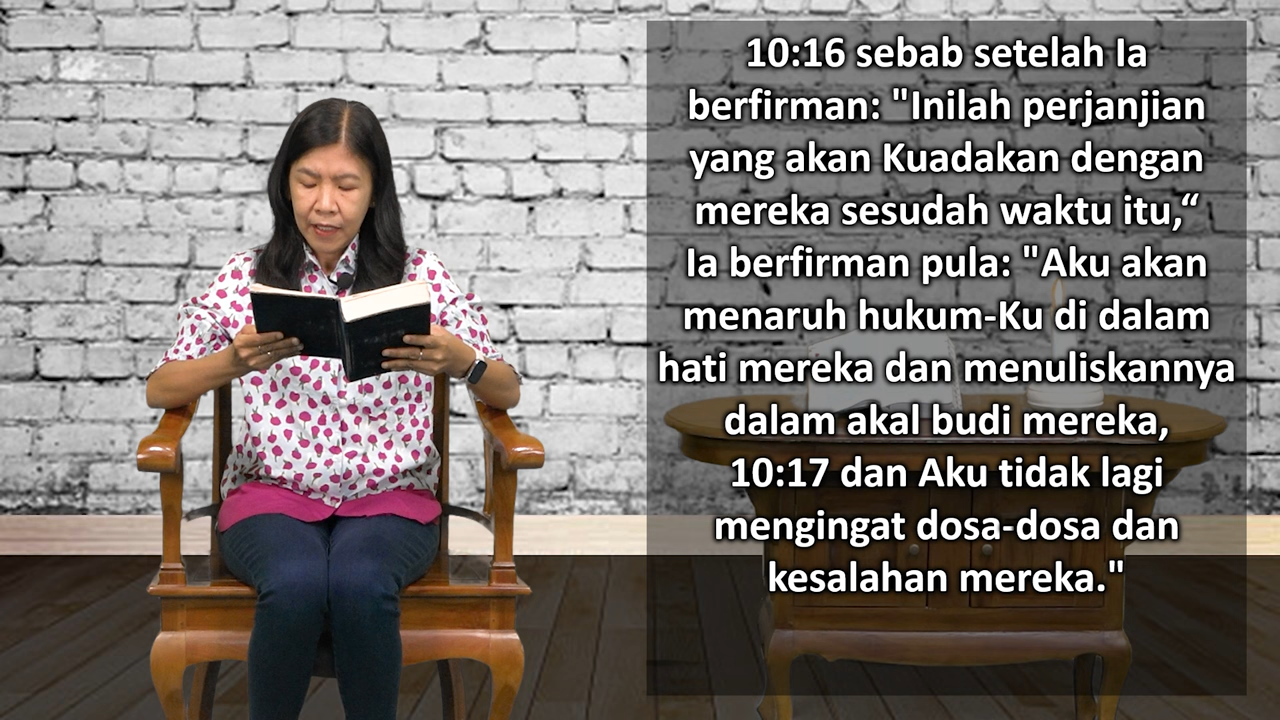 10:16 sebab setelah Ia
berfirman: "Inilah perjanjian
yang akan Kuadakan dengan
mereka sesudah waktu itu,“
Ia berfirman pula: "Aku akan
menaruh hukum-Ku di dalam
hati mereka dan menuliskannya
dalam akal budi mereka,
10:17 dan Aku tidak lagi
mengingat dosa-dosa dan
kesalahan mereka."